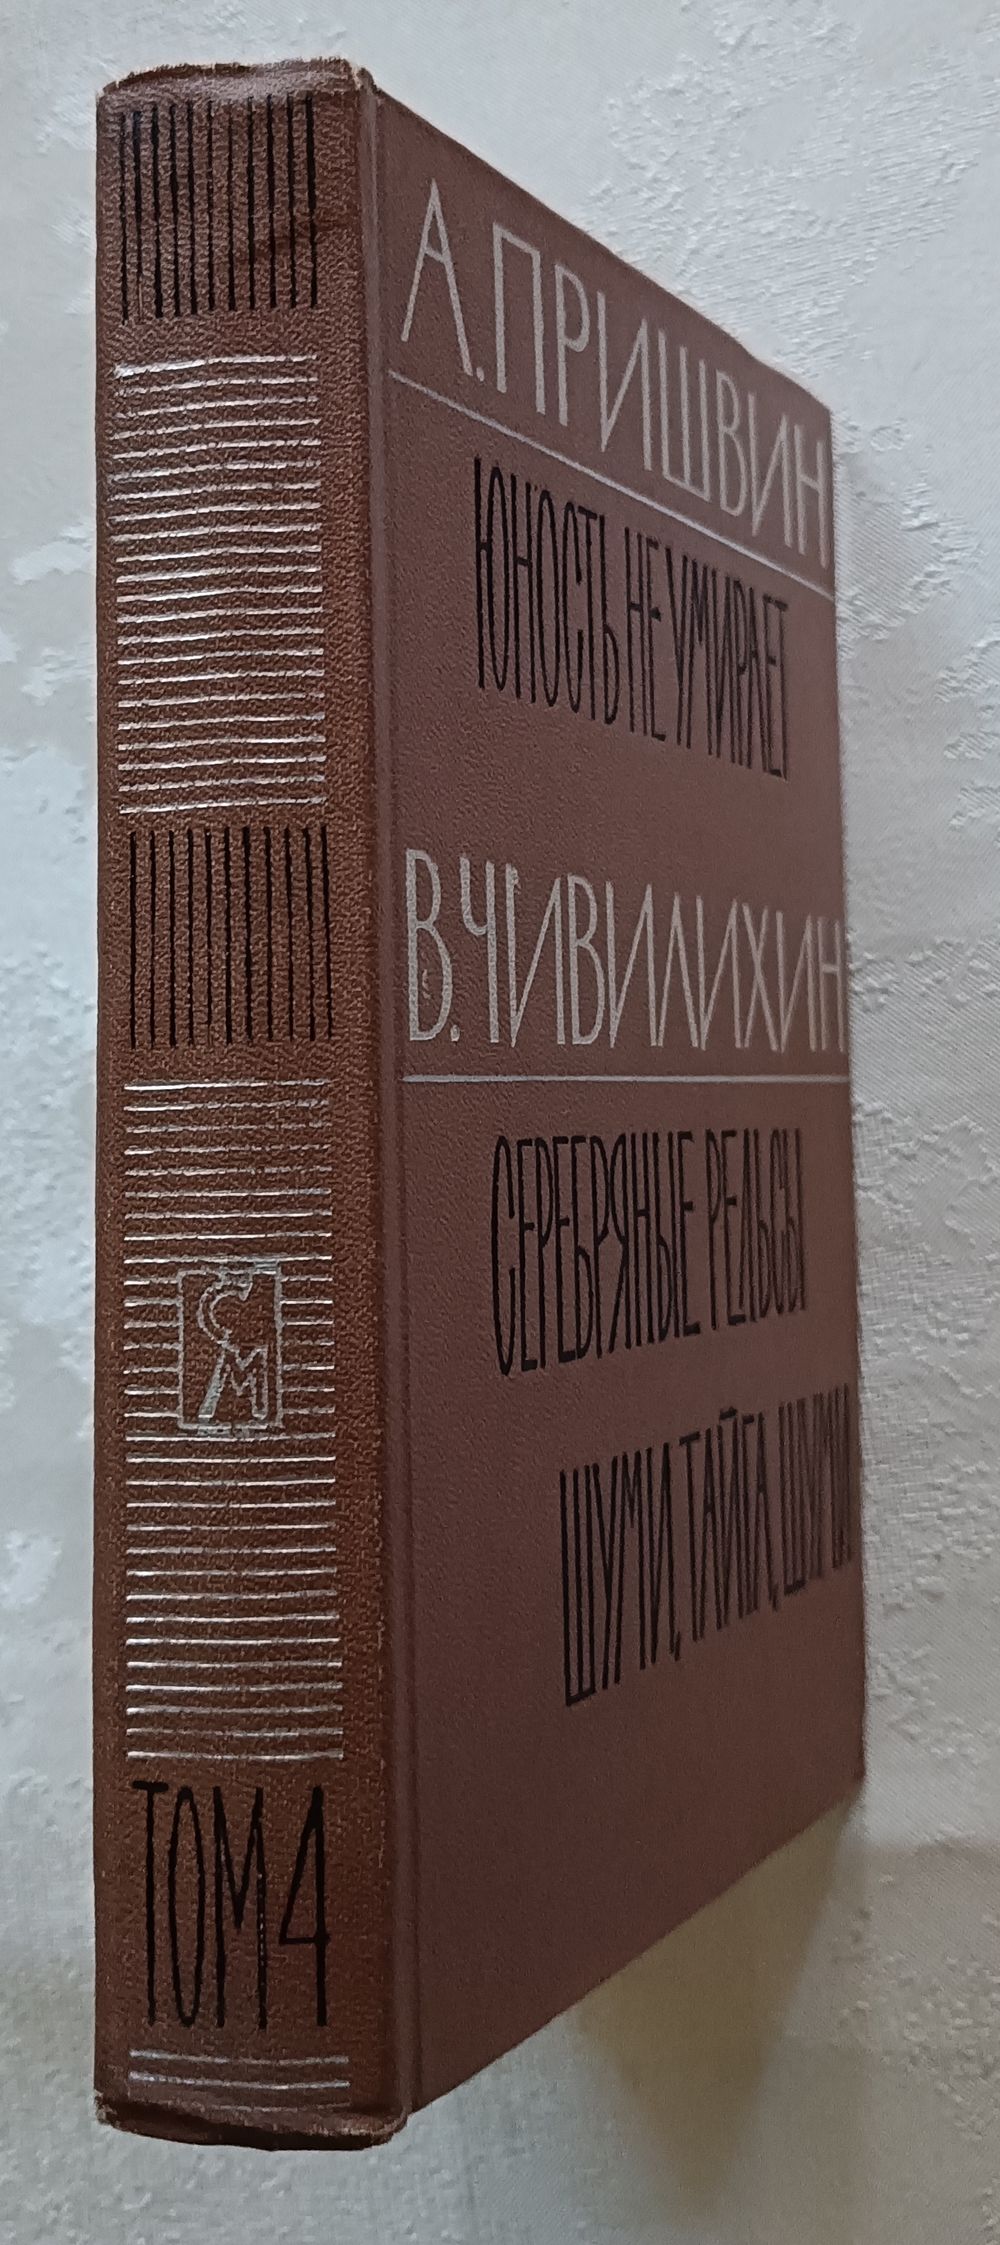 А. ПРИШВИН
ЮНОСТЬ НЕ УМИРАЕТ
В. ЧИВИЛИХИН
СЕРЕБРЯНЫЕ РЕЛЬСЫ
ШУМИ, ТАЙГА, ШУМИ
СМ
ТОМ 4